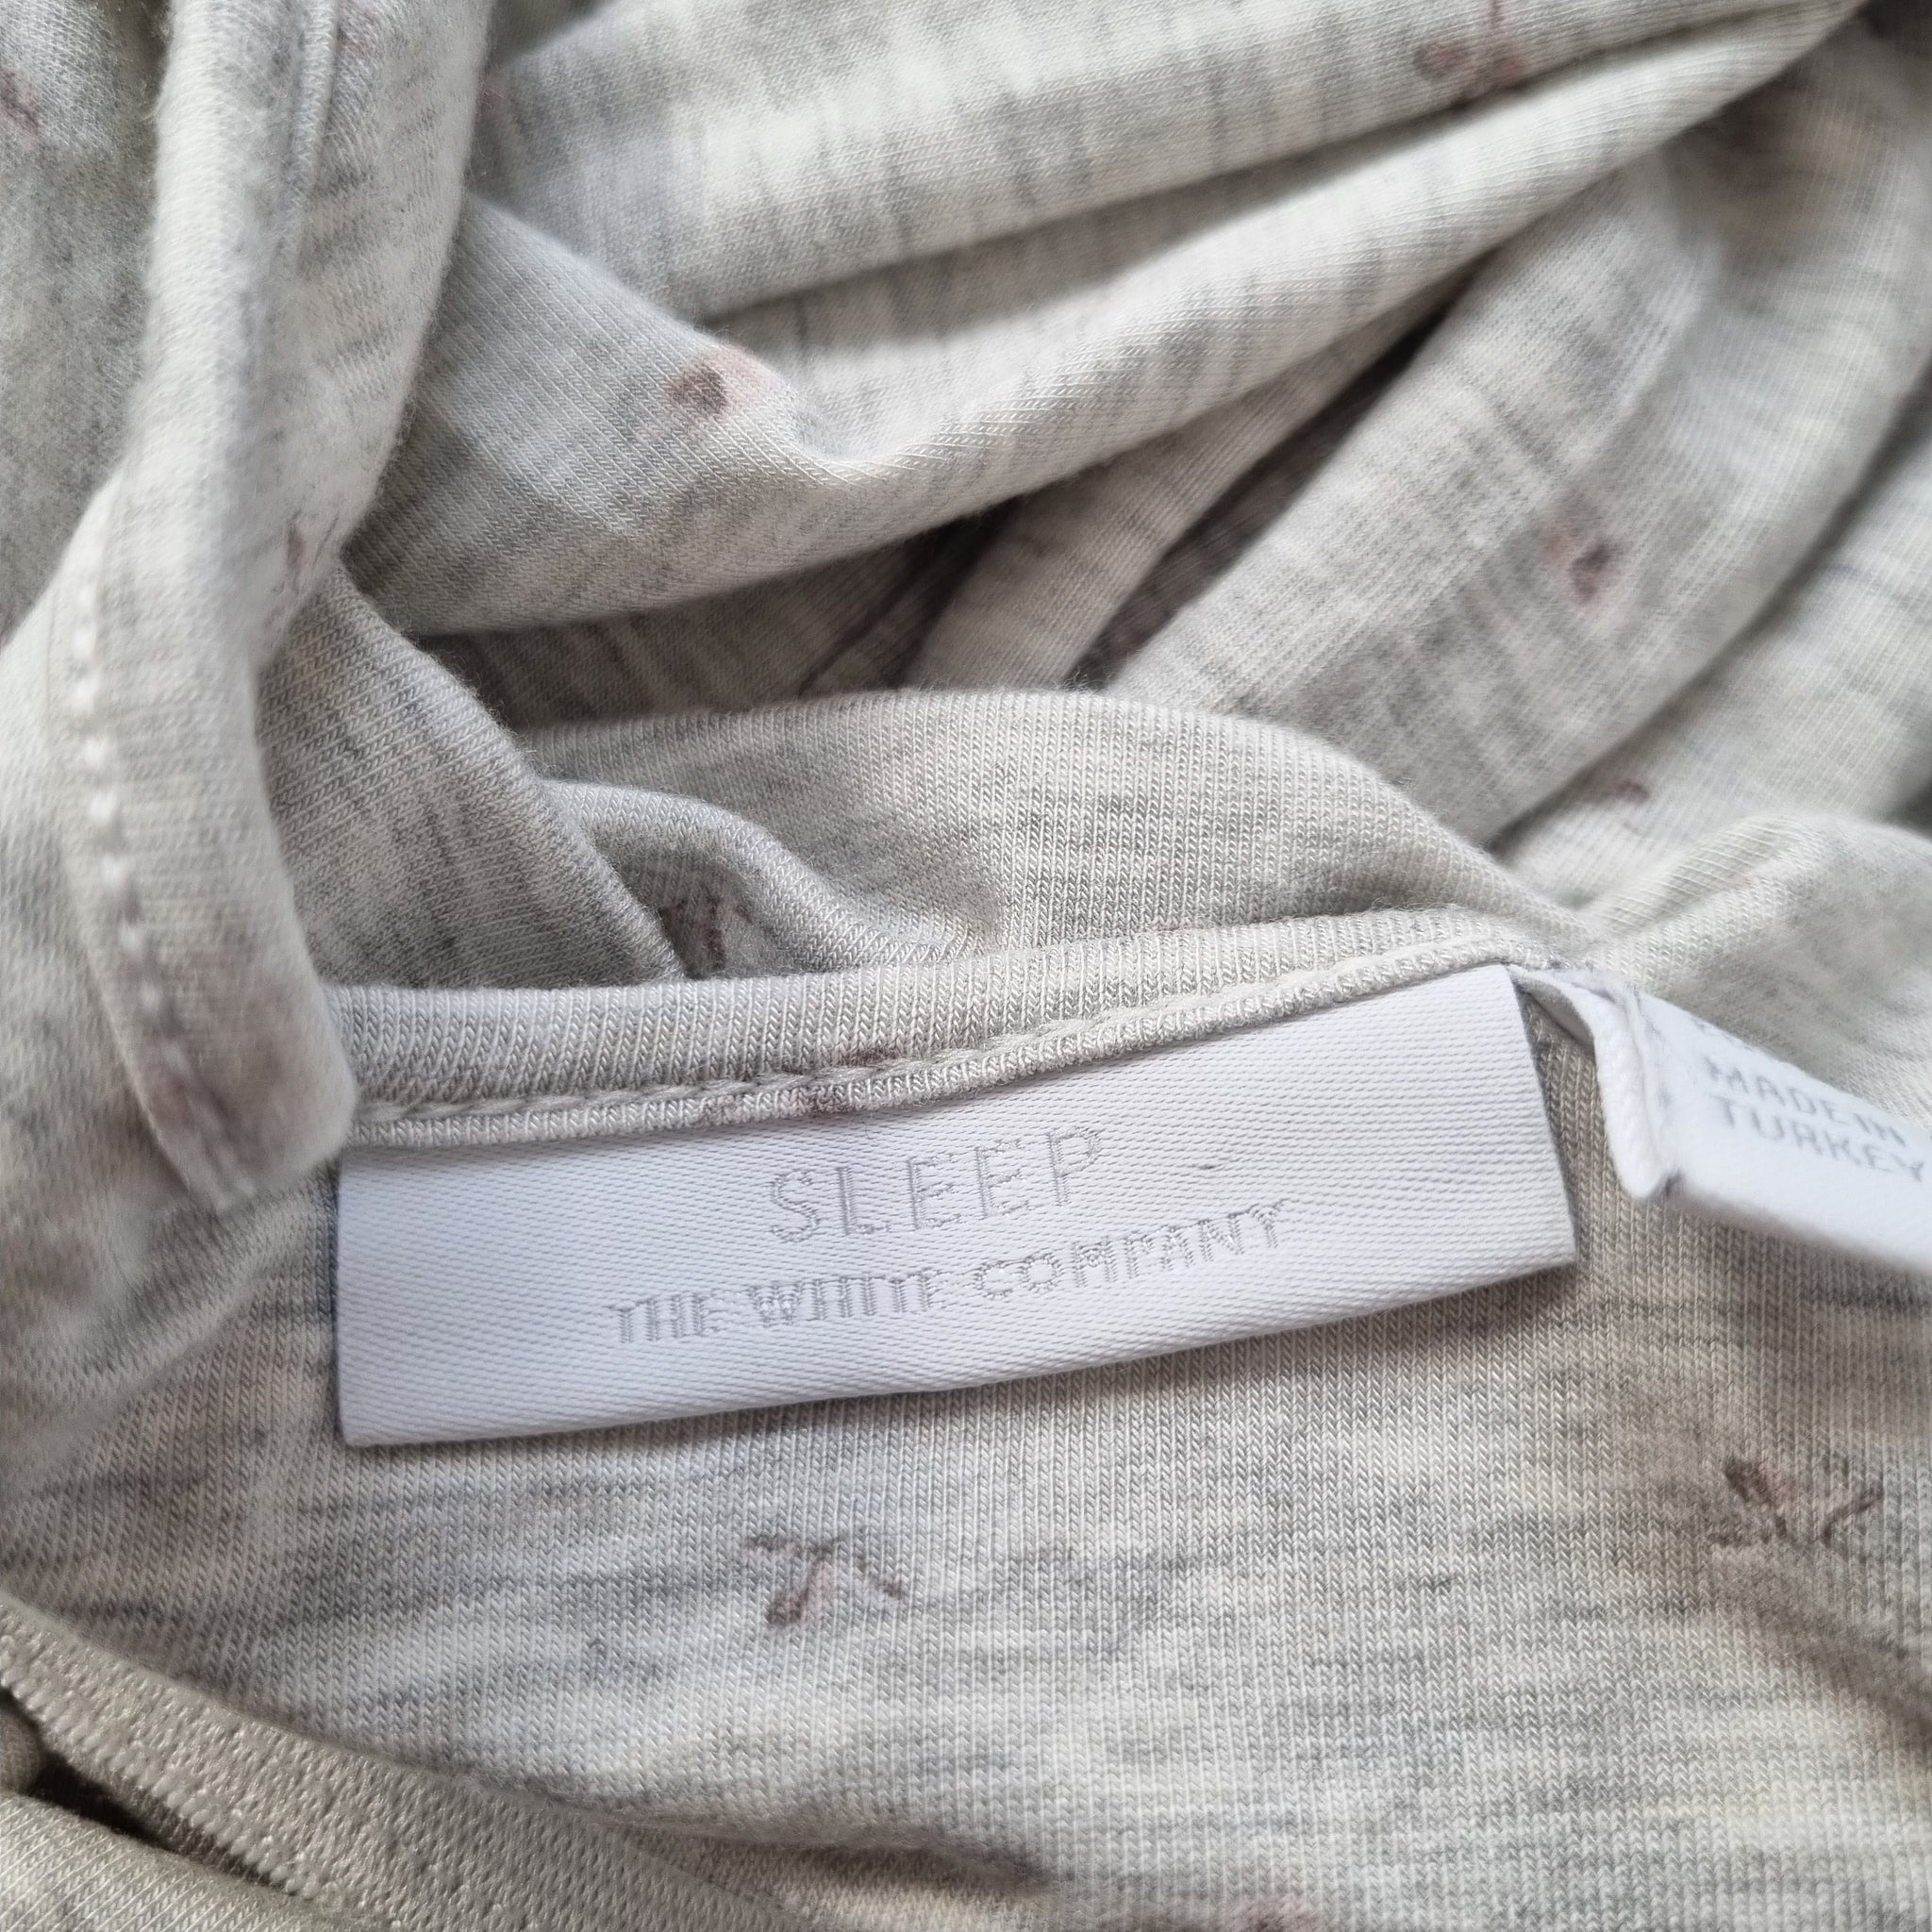 SLEEP
THE WHITE COMPANY
MADE IN
TURKEY